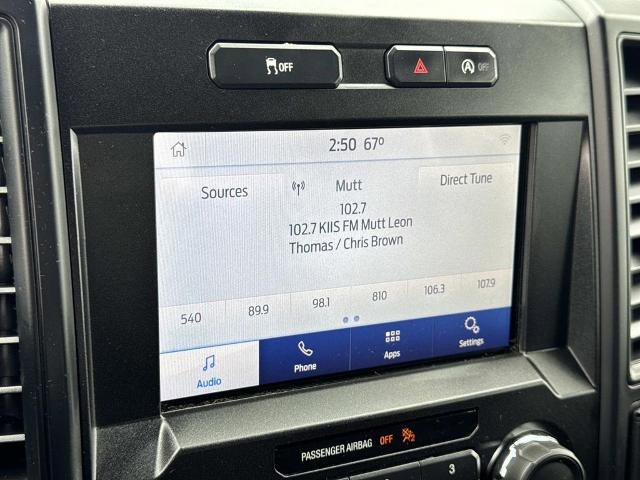 OFF
OFF
2:50 67°
Sources
Mutt
Direct Tune
102.7
102.7 KIIS FM Mutt Leon
Thomas / Chris Brown
540 89.9 98.1 810 106.3 107.9
Audio Phone Apps Settings
PASSENGER AIRBAG OFF 2
3